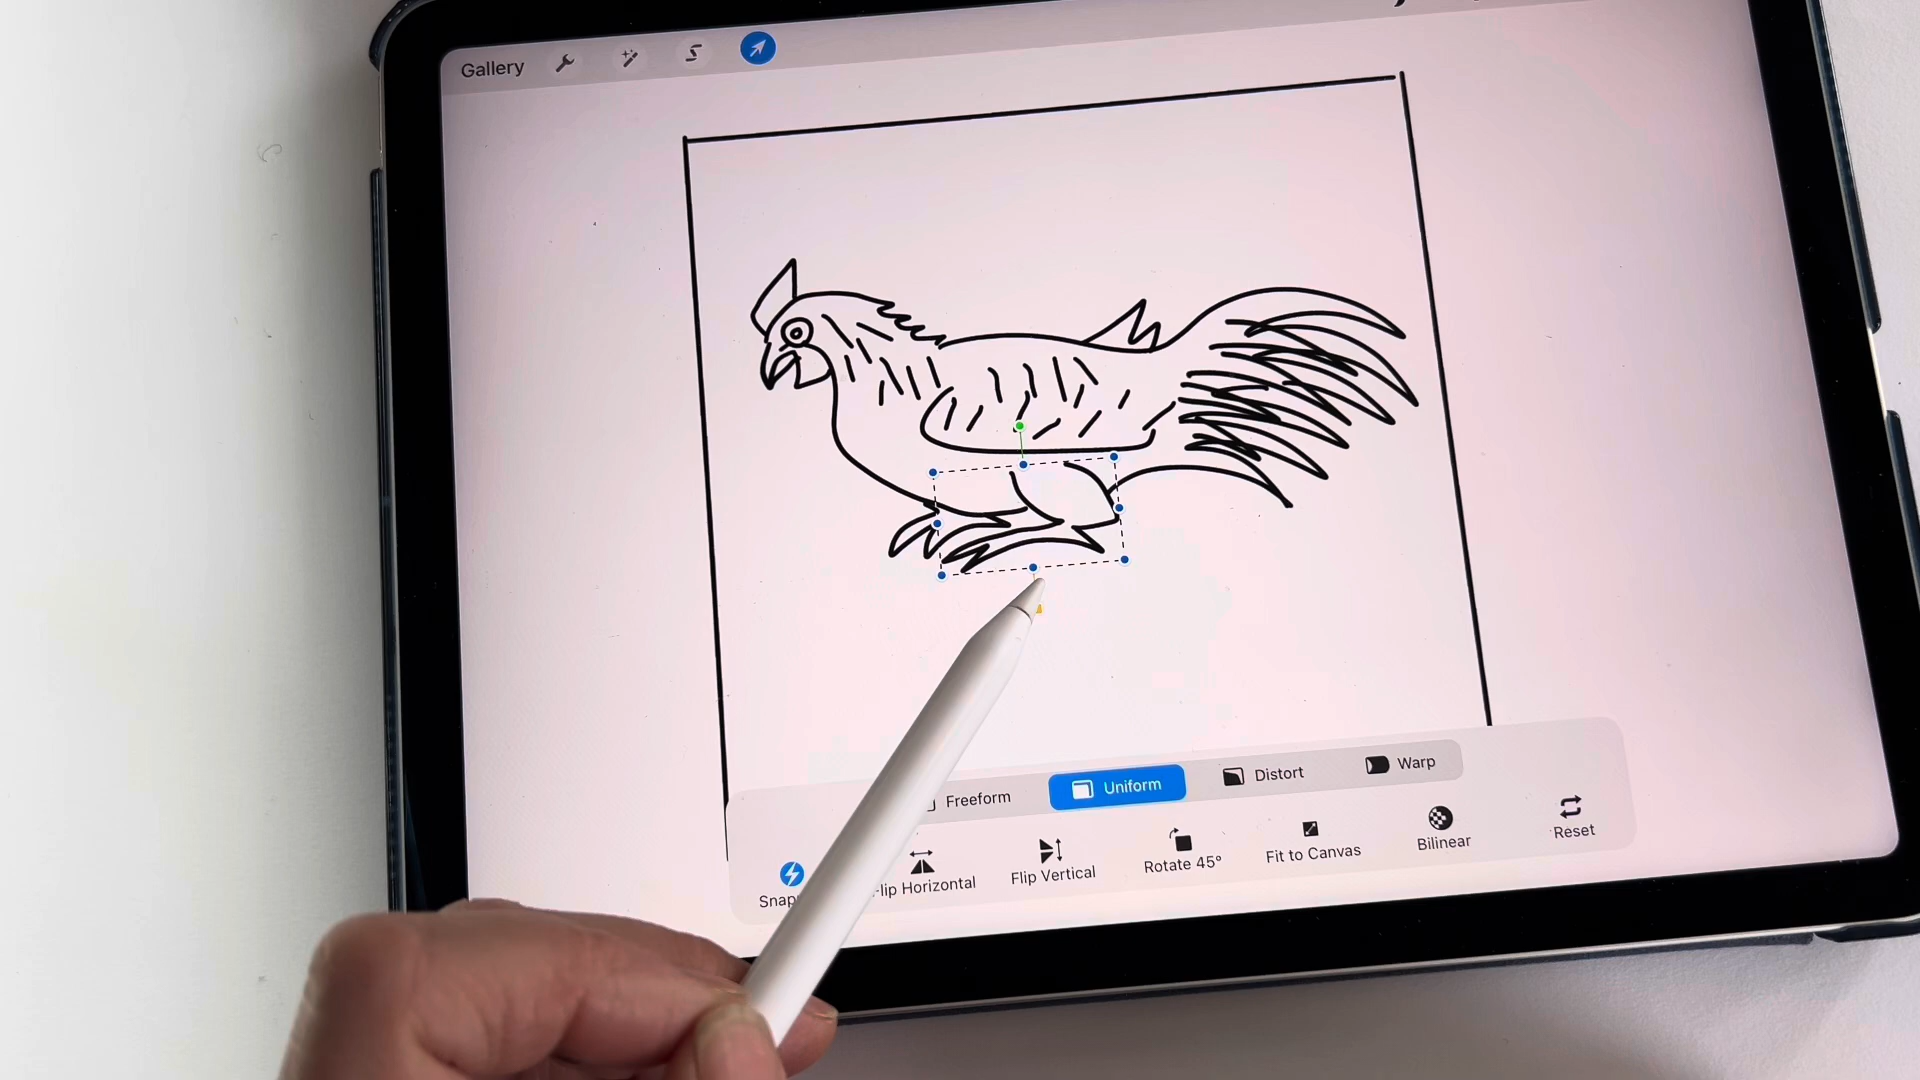 Gallery
Freeform Uniform Distort Warp
Snap lip Horizontal Flip Vertical Rotate 45° Fit to Canvas Bilinear Reset